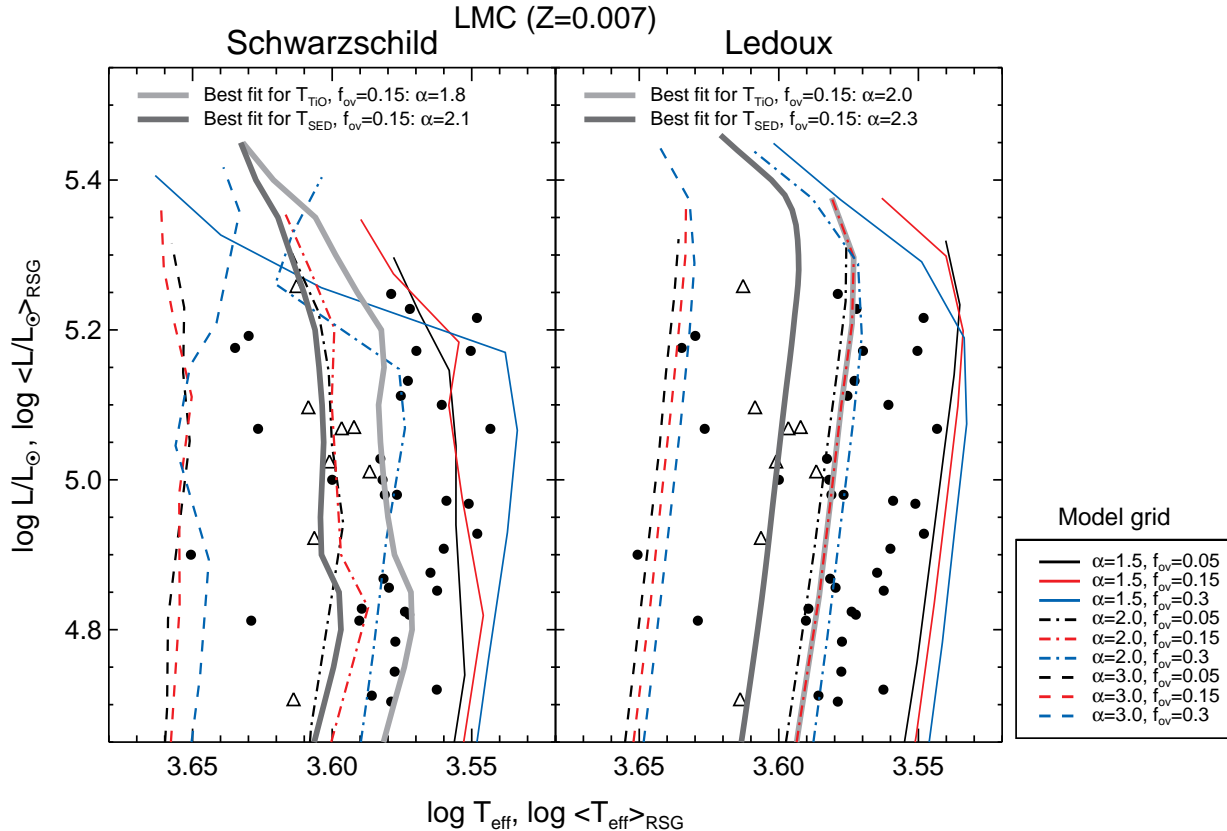 LMC (Z=0.007)
Schwarzschild
Ledoux
Best fit for T_TiO, f_ov=0.15: α=1.8
Best fit for T_SED, f_ov=0.15: α=2.1
Best fit for T_TiO, f_ov=0.15: α=2.0
Best fit for T_SED, f_ov=0.15: α=2.3
5.4
5.2
5.0
4.8
log L/L_⊙, log <L/L_⊙>_RSG
3.65
3.60
3.55
3.65
3.60
3.55
log T_eff, log <T_eff>_RSG
Model grid
α=1.5, f_ov=0.05
α=1.5, f_ov=0.15
α=1.5, f_ov=0.3
α=2.0, f_ov=0.05
α=2.0, f_ov=0.15
α=2.0, f_ov=0.3
α=3.0, f_ov=0.05
α=3.0, f_ov=0.15
α=3.0, f_ov=0.3